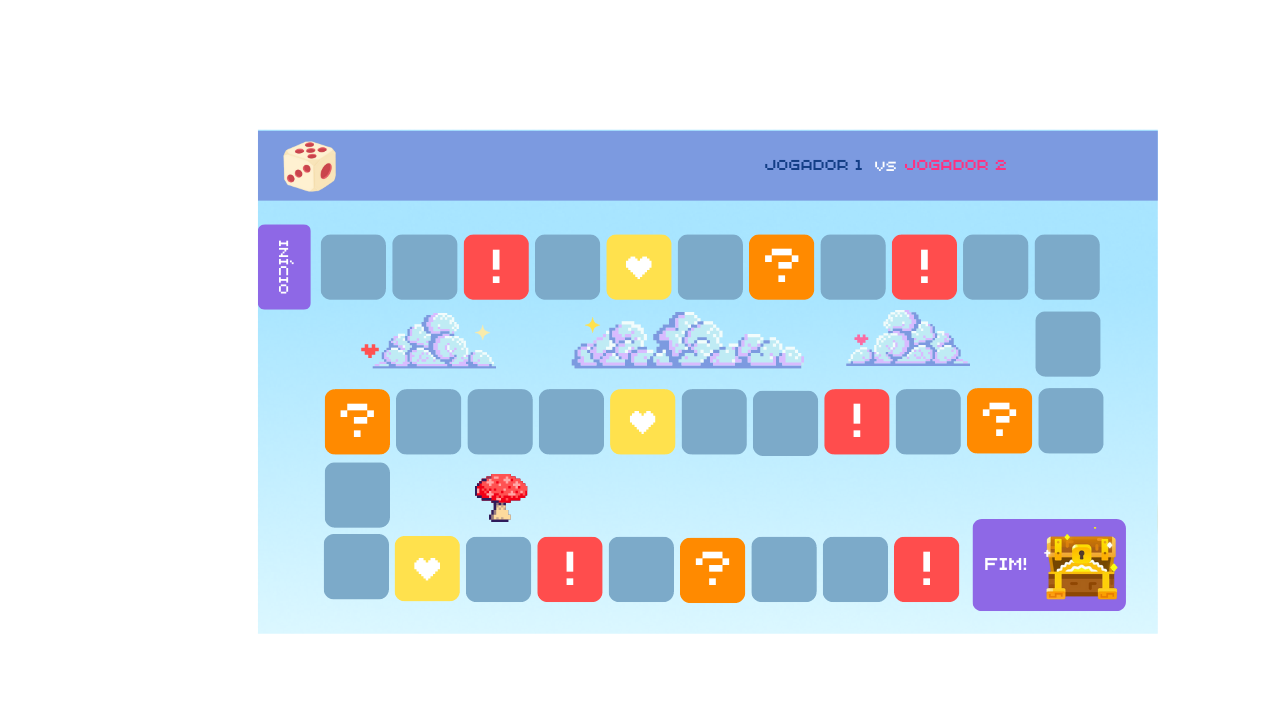 JOGADOR 1 VS JOGADOR 2
INÍCIO
! ? !
? ! ?
! ? !
FIM!